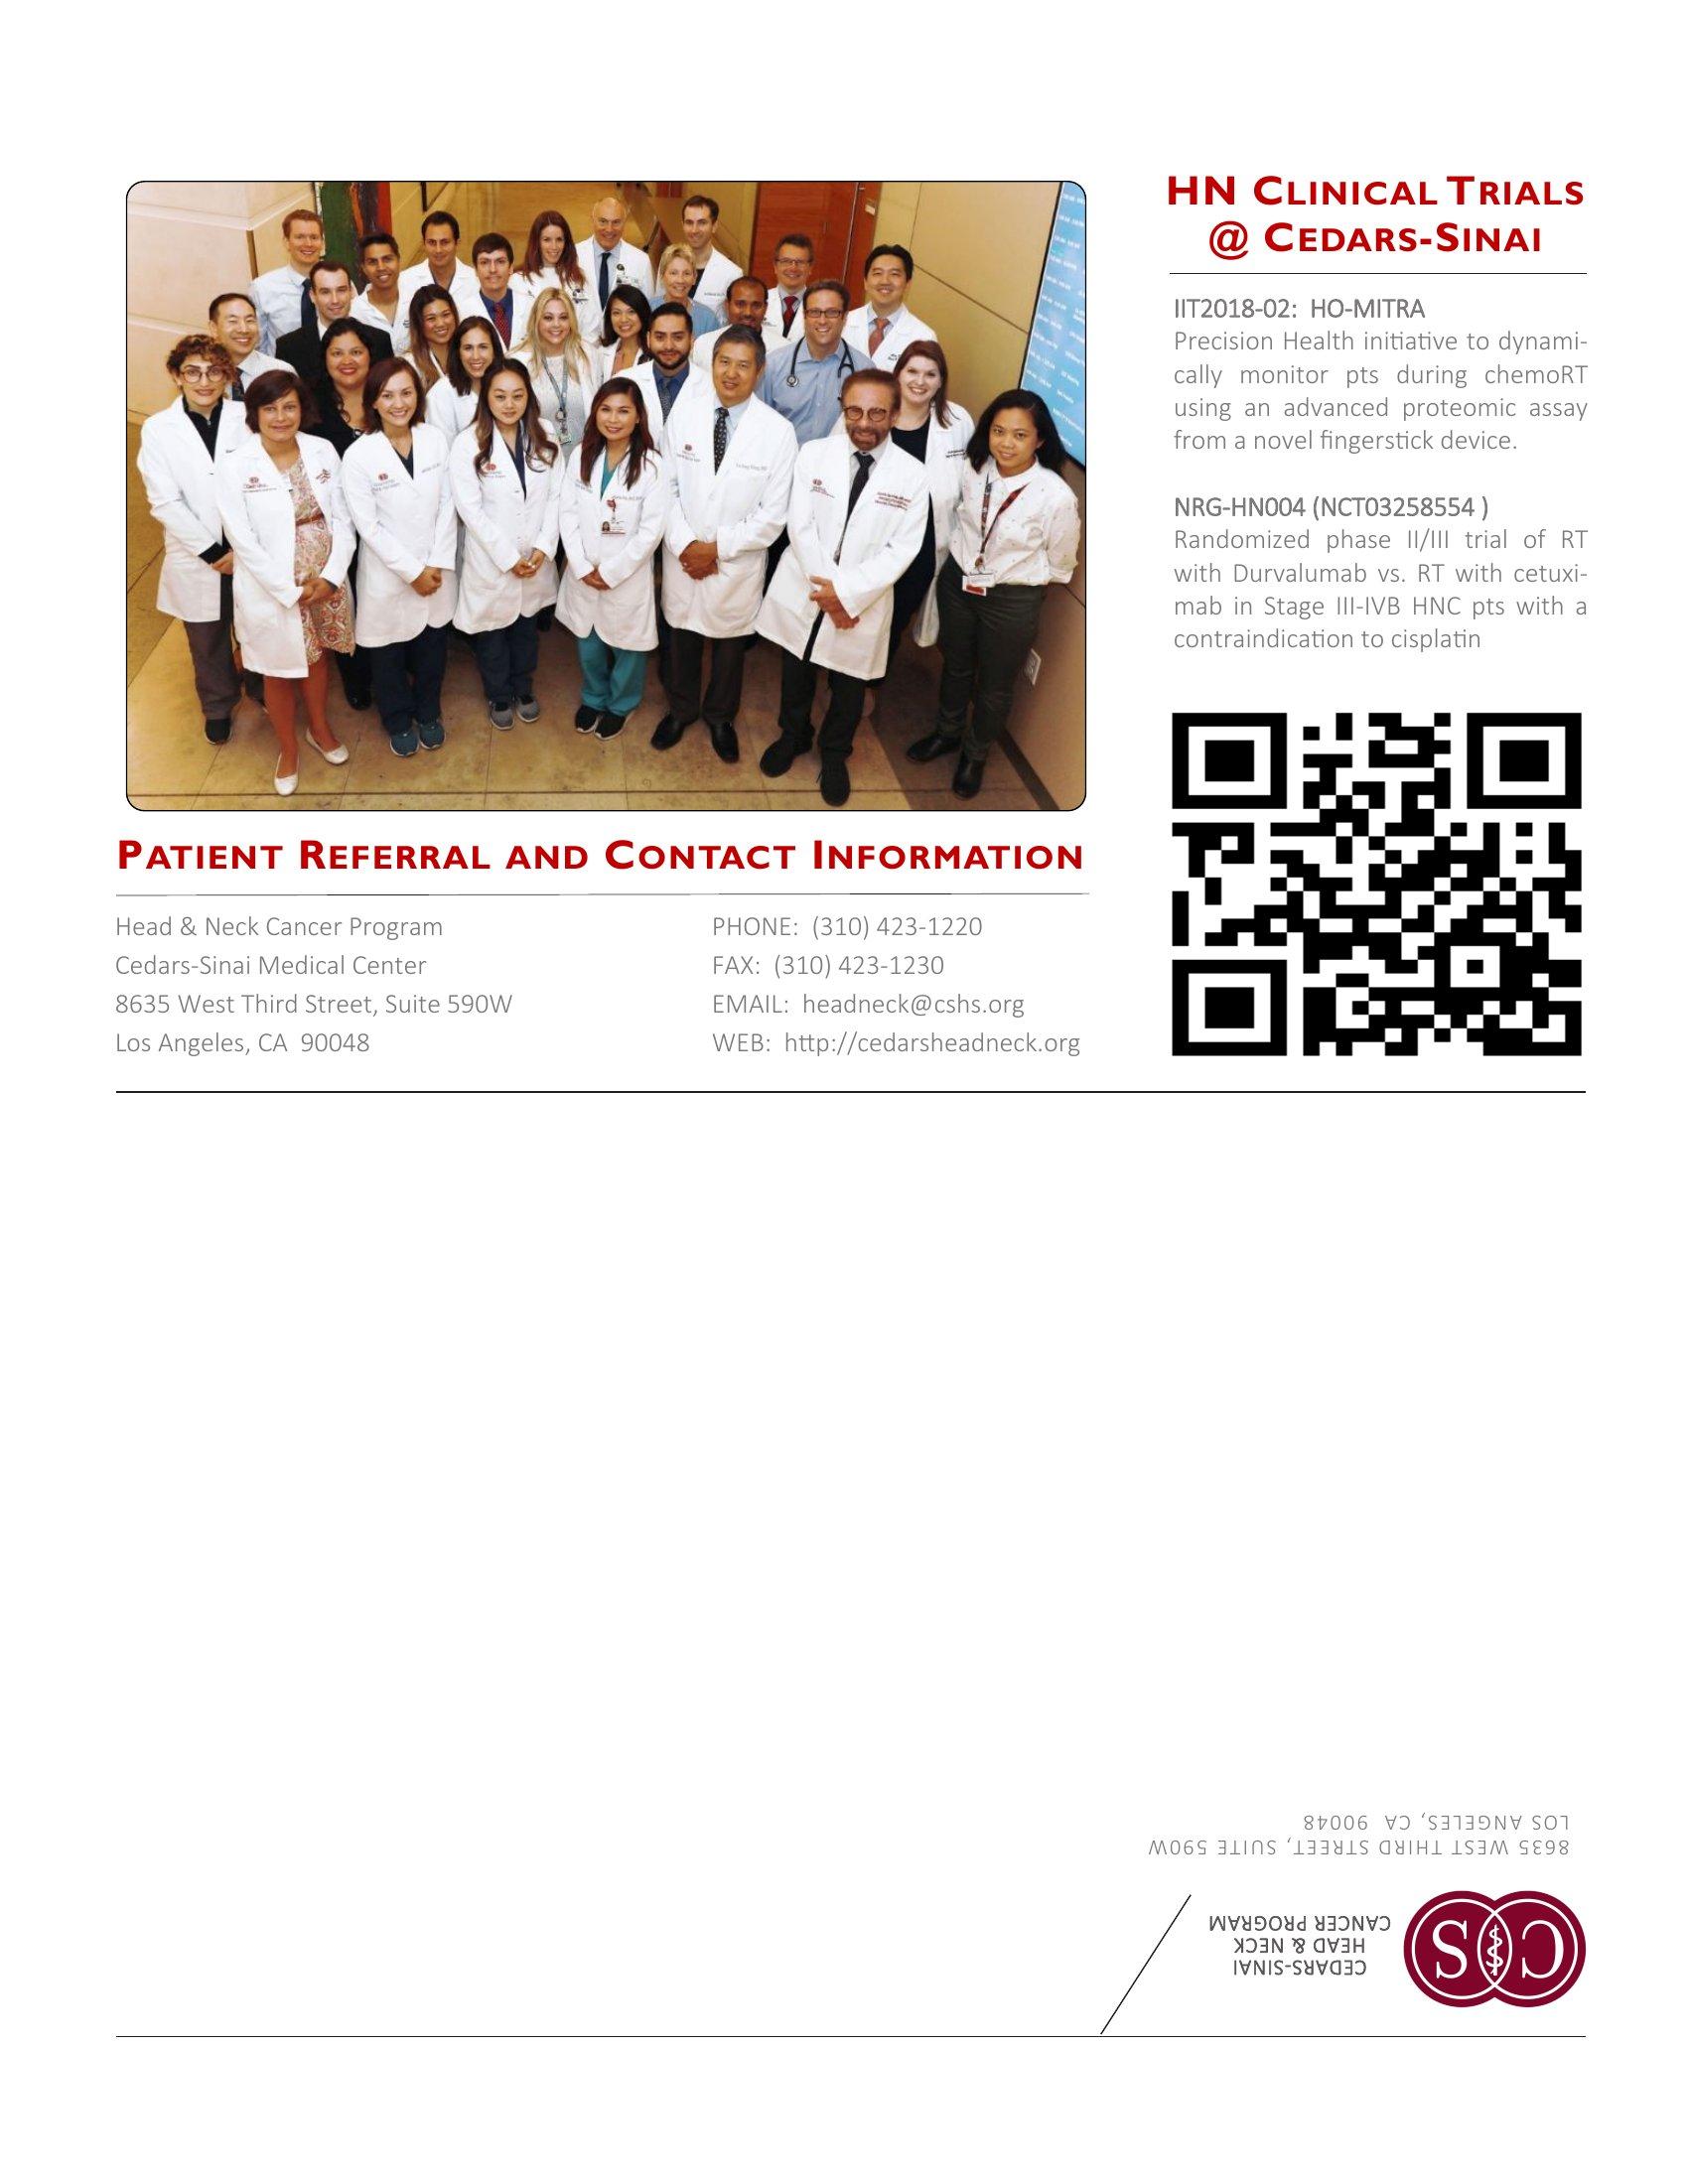 HN CLINICAL TRIALS
@ CEDARS-SINAI
IIT2018-02:  HO-MITRA
Precision Health initiative to dynami-
cally monitor pts during chemoRT
using an advanced proteomic assay
from a novel fingerstick device.
NRG-HN004 (NCT03258554 )
Randomized phase II/III trial of RT
with Durvalumab vs. RT with cetuxi-
mab in Stage III-IVB HNC pts with a
contraindication to cisplatin
PATIENT REFERRAL AND CONTACT INFORMATION
Head & Neck Cancer Program
Cedars-Sinai Medical Center
8635 West Third Street, Suite 590W
Los Angeles, CA  90048
PHONE:  (310) 423-1220
FAX:  (310) 423-1230
EMAIL:  headneck@cshs.org
WEB:  http://cedarsheadneck.org
CS
CEDARS-SINAI
HEAD & NECK
CANCER PROGRAM
8635 WEST THIRD STREET, SUITE 590W
LOS ANGELES, CA  90048